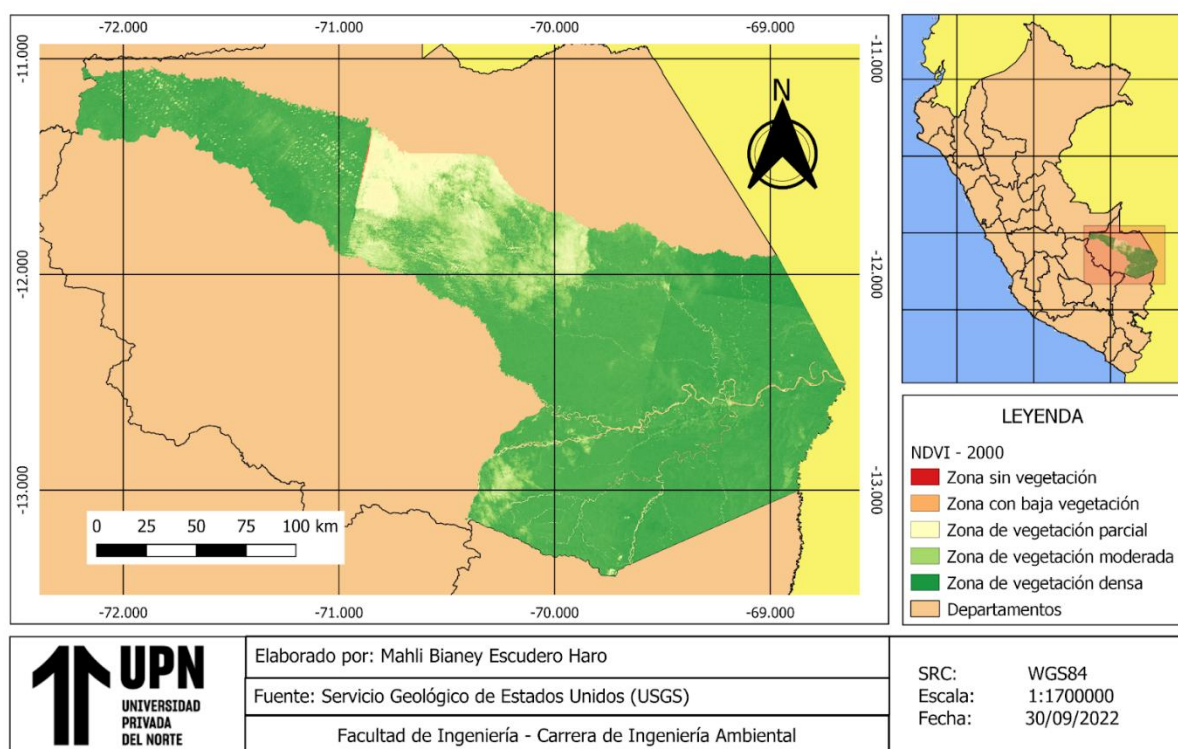 -72.000 -71.000 -70.000 -69.000
-11.000 -11.000
N
-12.000 -12.000
-13.000 -13.000
0 25 50 75 100 km
-72.000 -71.000 -70.000 -69.000
LEYENDA
NDVI - 2000
Zona sin vegetación
Zona con baja vegetación
Zona de vegetación parcial
Zona de vegetación moderada
Zona de vegetación densa
Departamentos
UPN
UNIVERSIDAD
PRIVADA
DEL NORTE
Elaborado por: Mahli Bianey Escudero Haro
Fuente: Servicio Geológico de Estados Unidos (USGS)
Facultad de Ingeniería - Carrera de Ingeniería Ambiental
SRC: WGS84
Escala: 1:1700000
Fecha: 30/09/2022